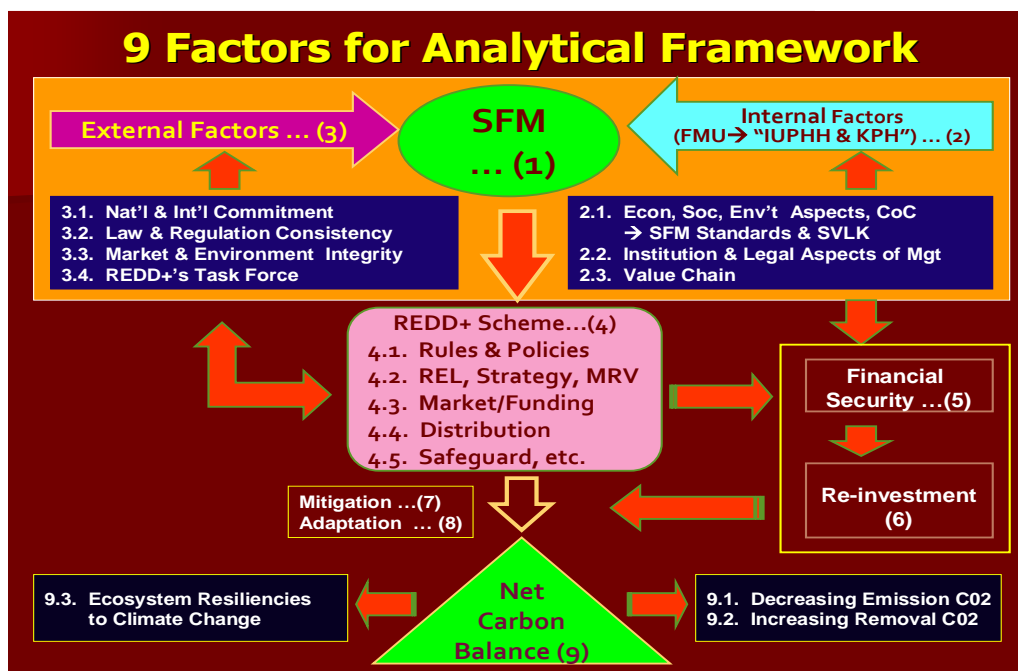 9 Factors for Analytical Framework
External Factors ... (3)
SFM
... (1)
Internal Factors
(FMU→ “IUPHH & KPH”) ... (2)
3.1. Nat'l & Int'l Commitment
3.2. Law & Regulation Consistency
3.3. Market & Environment Integrity
3.4. REDD+'s Task Force
2.1. Econ, Soc, Env't Aspects, CoC
→ SFM Standards & SVLK
2.2. Institution & Legal Aspects of Mgt
2.3. Value Chain
REDD+ Scheme...(4)
4.1. Rules & Policies
4.2. REL, Strategy, MRV
4.3. Market/Funding
4.4. Distribution
4.5. Safeguard, etc.
Financial
Security ...(5)
Re-investment
(6)
Mitigation ...(7)
Adaptation ... (8)
Net
Carbon
Balance (9)
9.3. Ecosystem Resiliencies
to Climate Change
9.1. Decreasing Emission C02
9.2. Increasing Removal C02